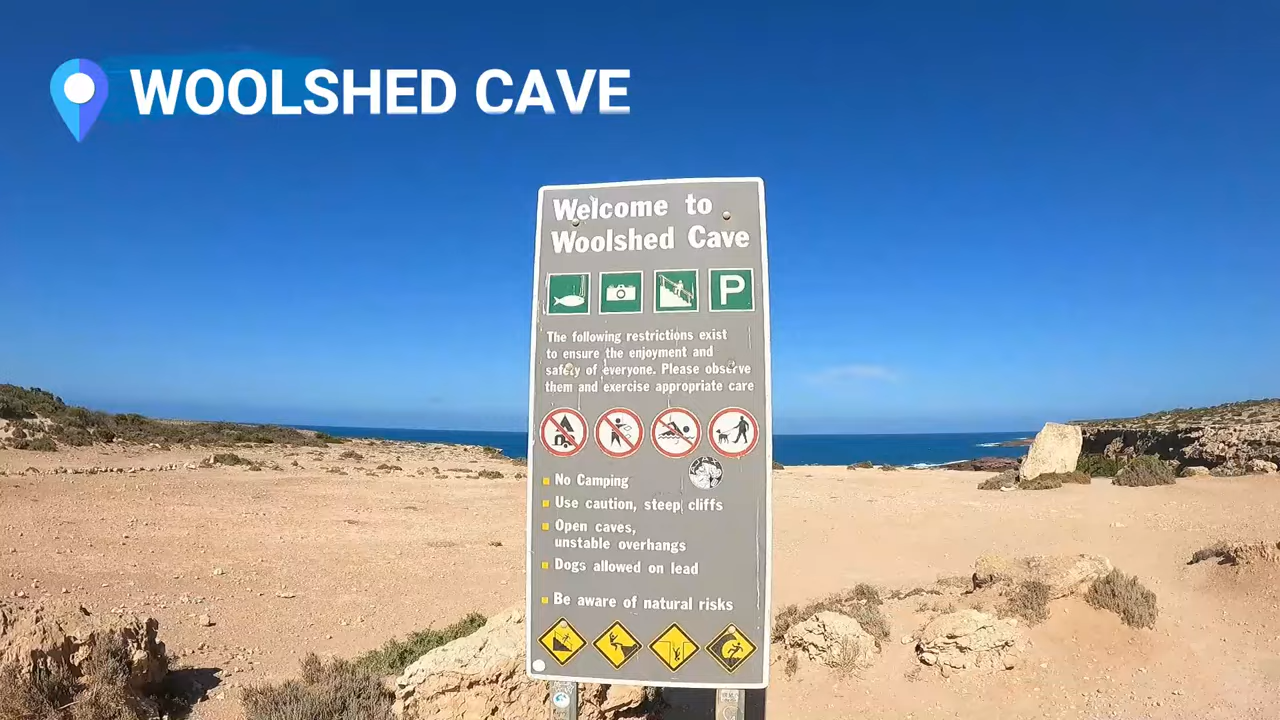 WOOLSHED CAVE
Welcome to
Woolshed Cave
P
The following restrictions exist
to ensure the enjoyment and
safety of everyone. Please observe
them and exercise appropriate care
No Camping
Use caution, steep cliffs
Open caves,
unstable overhangs
Dogs allowed on lead
Be aware of natural risks